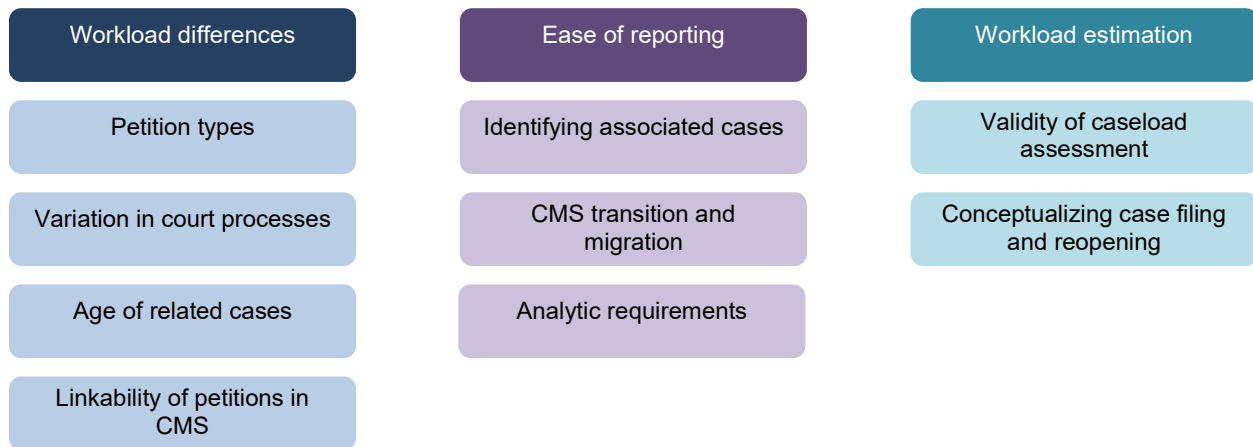 Workload differences
Petition types
Variation in court processes
Age of related cases
Linkability of petitions in
CMS
Ease of reporting
Identifying associated cases
CMS transition and
migration
Analytic requirements
Workload estimation
Validity of caseload
assessment
Conceptualizing case filing
and reopening